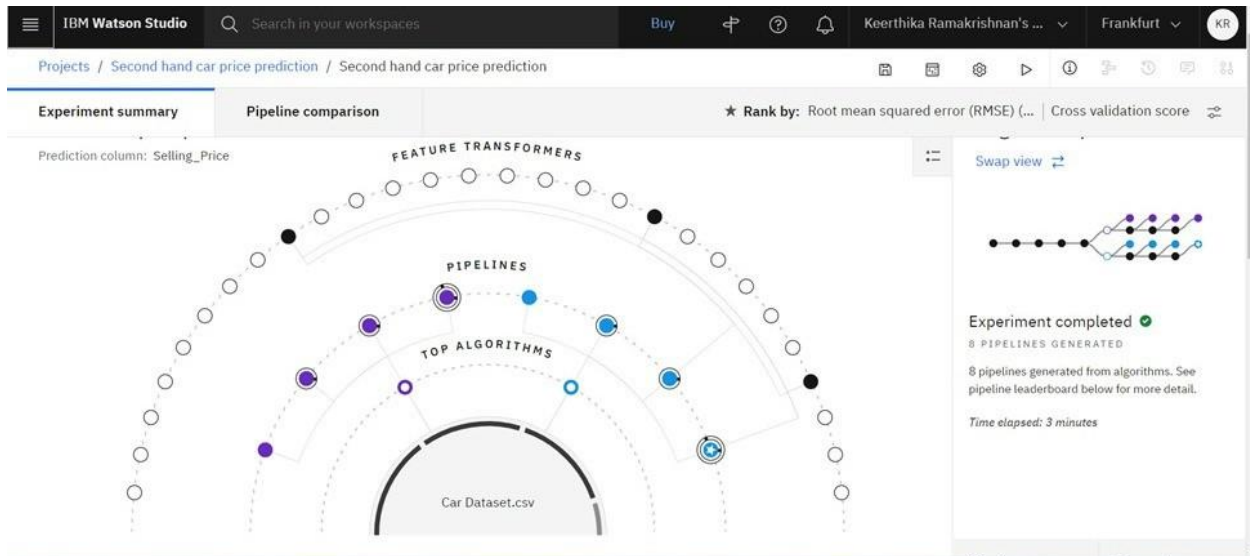 IBM Watson Studio
Search in your workspaces
Buy
Keerthika Ramakrishnan's ...
Frankfurt
KR
Projects / Second hand car price prediction / Second hand car price prediction
Experiment summary
Pipeline comparison
Rank by: Root mean squared error (RMSE) (... | Cross validation score
Prediction column: Selling_Price
FEATURE TRANSFORMERS
PIPELINES
TOP ALGORITHMS
Car Dataset.csv
Swap view
Experiment completed
8 PIPELINES GENERATED
8 pipelines generated from algorithms. See
pipeline leaderboard below for more detail.
Time elapsed: 3 minutes